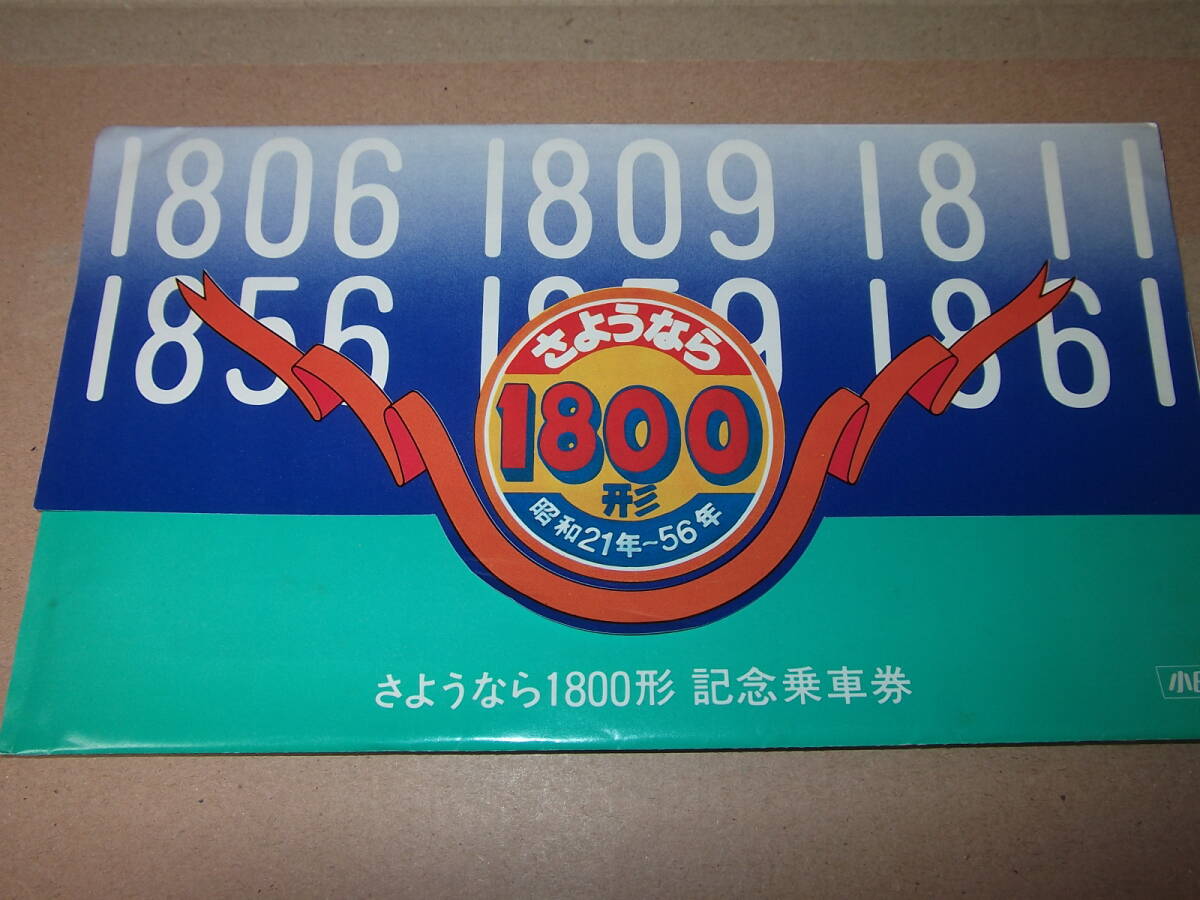 1806 1809 1811
1856 1861
さようなら
1800
形
昭和21年~56年
さようなら1800形 記念乗車券
小